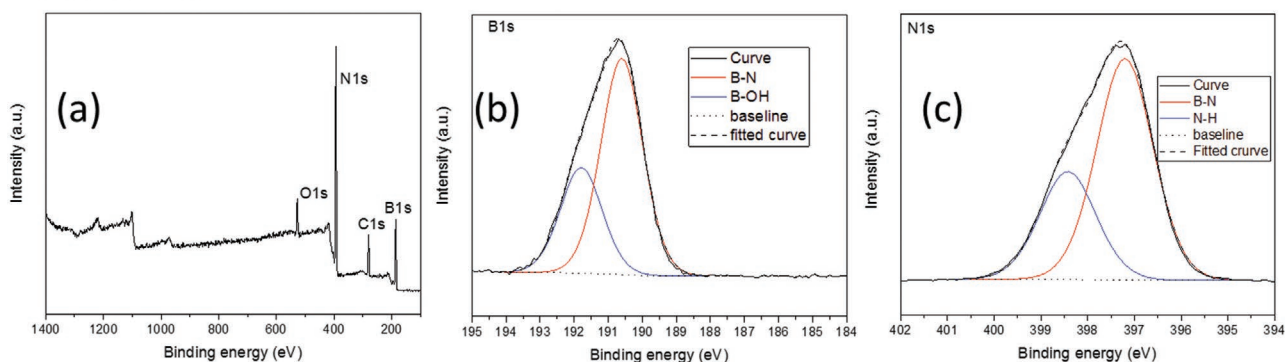 (a)
N1s
O1s
C1s
B1s
Intensity (a.u.)
1400 1200 1000 800 600 400 200
Binding energy (eV)
B1s
(b)
Curve
B-N
B-OH
baseline
fitted curve
Intensity (a.u.)
195 194 193 192 191 190 189 188 187 186 185 184
Binding energy (eV)
N1s
(c)
Curve
B-N
N-H
baseline
Fitted crurve
Intensity (a.u.)
402 401 400 399 398 397 396 395 394
Binding energy (eV)